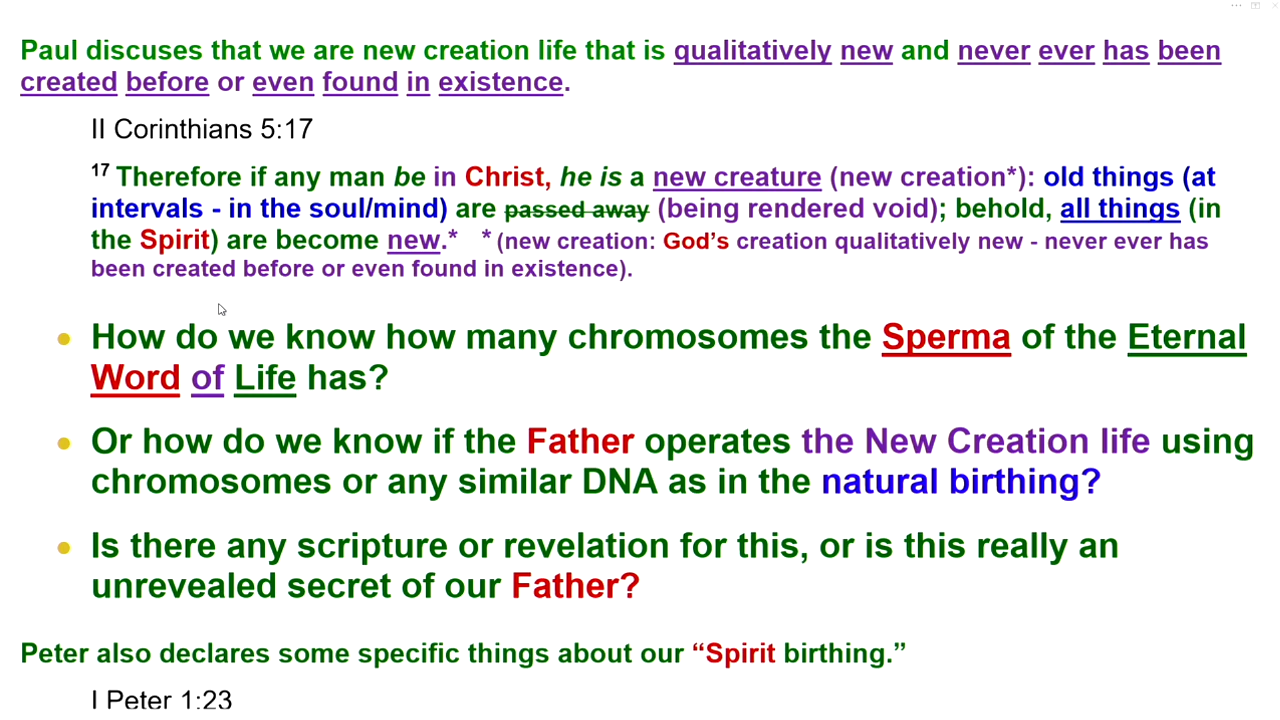 Paul discuses that we are new creation life that is qualitatively new and never ever has been
created before or even found in existence.
II Corinthians 5:17
17 Therefore if any man be in Christ, he is a new creature (new creation*): old things (at
intervals - in the soul/mind) are passed away (being rendered void); behold, all things (in
the Spirit) are become new.* *(new creation: God's creation qualitatively new - never ever has
been created before or even found in existence).
• How do we know how many chromosomes the Sperma of the Eternal
Word of Life has?
• Or how do we know if the Father operates the New Creation life using
chromosomes or any similar DNA as in the natural birthing?
• Is there any scripture or revelation for this, or is this really an
unrevealed secret of our Father?
Peter also declares some specific things about our “Spirit birthing.”
I Peter 1:23